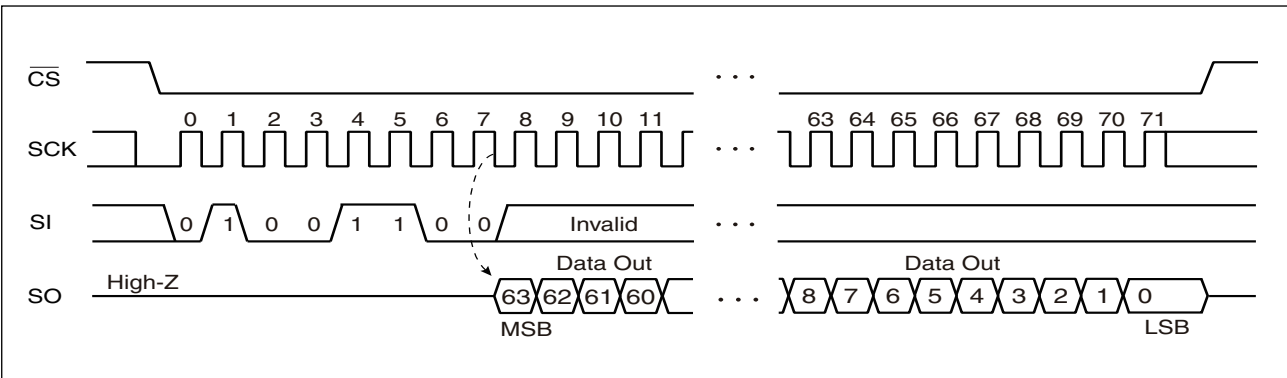 CS
0 1 2 3 4 5 6 7 8 9 10 11 63 64 65 66 67 68 69 70 71
SCK
SI 0 1 0 0 1 1 0 0 Invalid
High-Z Data Out Data Out
SO 63 62 61 60 8 7 6 5 4 3 2 1 0
MSB LSB